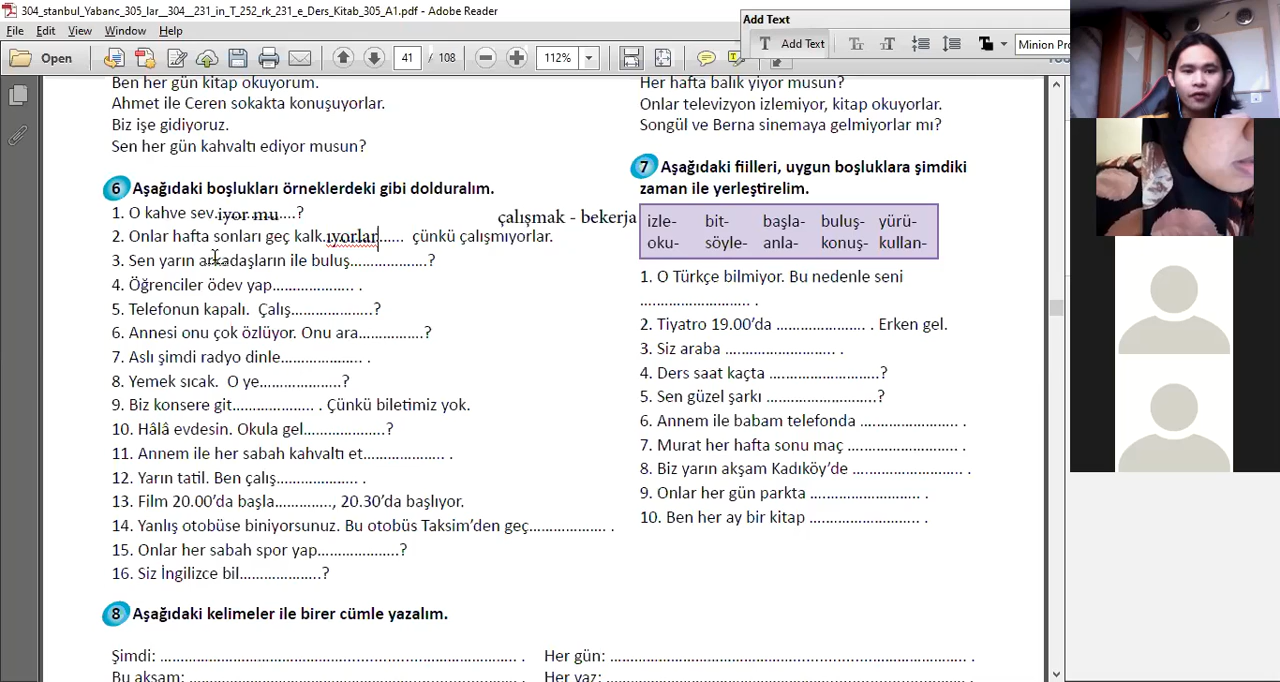 304_stanbul_Yabanc_305_lar__304__231_in_T_252_rk_231_e_Ders_Kitab_305_A1.pdf - Adobe Reader
File Edit View Window Help
Open 41 / 108 112%
Add Text
Add Text Minion Pro
Ben her gün kitap okuyorum.
Ahmet ile Ceren sokakta konuşuyorlar.
Biz işe gidiyoruz.
Sen her gün kahvaltı ediyor musun?
6 Aşağıdaki boşlukları örneklerdeki gibi dolduralım.
1. O kahve sev.iyor mu....?
2. Onlar hafta sonları geç kalk.ıyorlar...... çünkü çalışmıyorlar.
3. Sen yarın arkadaşların ile buluş..................?
4. Öğrenciler ödev yap................... .
5. Telefonun kapalı. Çalış...................?
6. Annesi onu çok özlüyor. Onu ara...............?
7. Aslı şimdi radyo dinle................... .
8. Yemek sıcak. O ye...................?
9. Biz konsere git................... . Çünkü biletimiz yok.
10. Hâlâ evdesin. Okula gel...................?
11. Annem ile her sabah kahvaltı et................... .
12. Yarın tatil. Ben çalış................... .
13. Film 20.00’da başla............., 20.30’da başlıyor.
14. Yanlış otobüse biniyorsunuz. Bu otobüs Taksim’den geç.................. .
15. Onlar her sabah spor yap...................?
16. Siz İngilizce bil...................?
çalışmak - bekerja
Her hafta balık yiyor musun?
Onlar televizyon izlemiyor, kitap okuyorlar.
Songül ve Berna sinemaya gelmiyorlar mı?
7 Aşağıdaki fiilleri, uygun boşluklara şimdiki
zaman ile yerleştirelim.
izle- bit- başla- buluş- yürü-
oku- söyle- anla- konuş- kullan-
1. O Türkçe bilmiyor. Bu nedenle seni
......................... .
2. Tiyatro 19.00’da ..................... . Erken gel.
3. Siz araba ......................... .
4. Ders saat kaçta .........................?
5. Sen güzel şarkı .........................?
6. Annem ile babam telefonda ....................... .
7. Murat her hafta sonu maç ......................... .
8. Biz yarın akşam Kadıköy’de ......................... .
9. Onlar her gün parkta ......................... .
10. Ben her ay bir kitap ......................... .
8 Aşağıdaki kelimeler ile birer cümle yazalım.
Şimdi: .................................................................. .
Her gün: .................................................................. .
Bu akşam: .................................................................. .
Her yaz: .................................................................. .